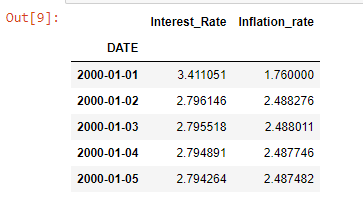 Out[9]:
Interest_Rate Inflation_rate
DATE
2000-01-01 3.411051 1.760000
2000-01-02 2.796146 2.488276
2000-01-03 2.795518 2.488011
2000-01-04 2.794891 2.487746
2000-01-05 2.794264 2.487482